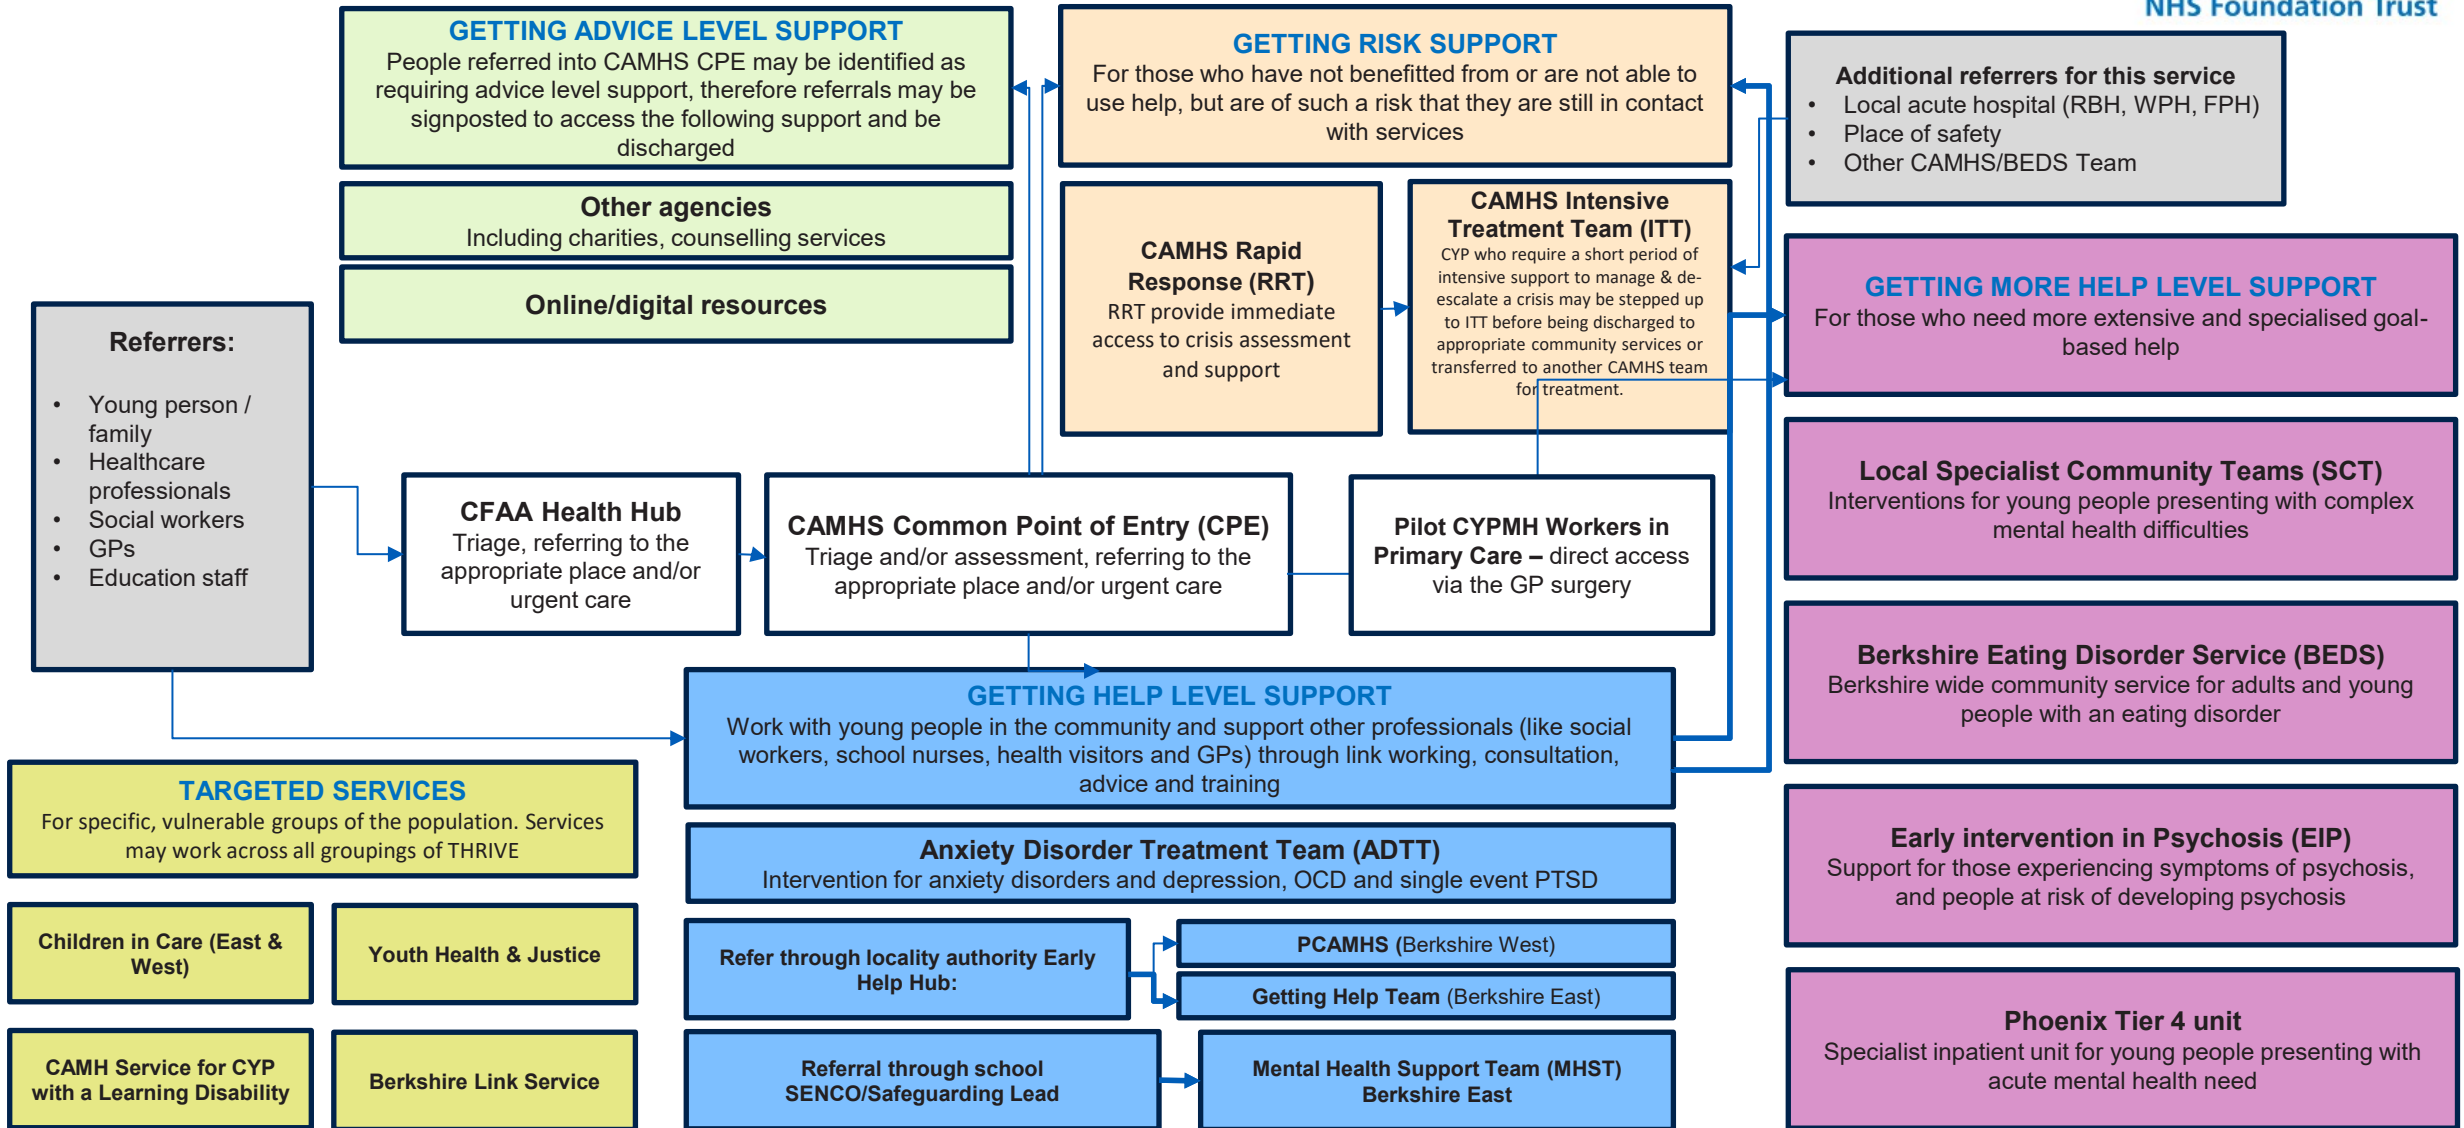 NHS Foundation Trust
GETTING ADVICE LEVEL SUPPORT
People referred into CAMHS CPE may be identified as
requiring advice level support, therefore referrals may be
signposted to access the following support and be
discharged
Other agencies
Including charities, counselling services
Online/digital resources
GETTING RISK SUPPORT
For those who have not benefitted from or are not able to
use help, but are of such a risk that they are still in contact
with services
CAMHS Rapid
Response (RRT)
RRT provide immediate
access to crisis assessment
and support
CAMHS Intensive
Treatment Team (ITT)
CYP who require a short period of
intensive support to manage & de-
escalate a crisis may be stepped up
to ITT before being discharged to
appropriate community services or
transferred to another CAMHS team
for treatment.
Additional referrers for this service
• Local acute hospital (RBH, WPH, FPH)
• Place of safety
• Other CAMHS/BEDS Team
Referrers:
• Young person /
family
• Healthcare
professionals
• Social workers
• GPs
• Education staff
CFAA Health Hub
Triage, referring to the
appropriate place and/or
urgent care
CAMHS Common Point of Entry (CPE)
Triage and/or assessment, referring to the
appropriate place and/or urgent care
Pilot CYPMH Workers in
Primary Care – direct access
via the GP surgery
GETTING MORE HELP LEVEL SUPPORT
For those who need more extensive and specialised goal-
based help
Local Specialist Community Teams (SCT)
Interventions for young people presenting with complex
mental health difficulties
Berkshire Eating Disorder Service (BEDS)
Berkshire wide community service for adults and young
people with an eating disorder
Early intervention in Psychosis (EIP)
Support for those experiencing symptoms of psychosis,
and people at risk of developing psychosis
Phoenix Tier 4 unit
Specialist inpatient unit for young people presenting with
acute mental health need
GETTING HELP LEVEL SUPPORT
Work with young people in the community and support other professionals (like social
workers, school nurses, health visitors and GPs) through link working, consultation,
advice and training
Anxiety Disorder Treatment Team (ADTT)
Intervention for anxiety disorders and depression, OCD and single event PTSD
Refer through locality authority Early
Help Hub:
PCAMHS (Berkshire West)
Getting Help Team (Berkshire East)
Referral through school
SENCO/Safeguarding Lead
Mental Health Support Team (MHST)
Berkshire East
TARGETED SERVICES
For specific, vulnerable groups of the population. Services
may work across all groupings of THRIVE
Children in Care (East &
West)
Youth Health & Justice
CAMH Service for CYP
with a Learning Disability
Berkshire Link Service